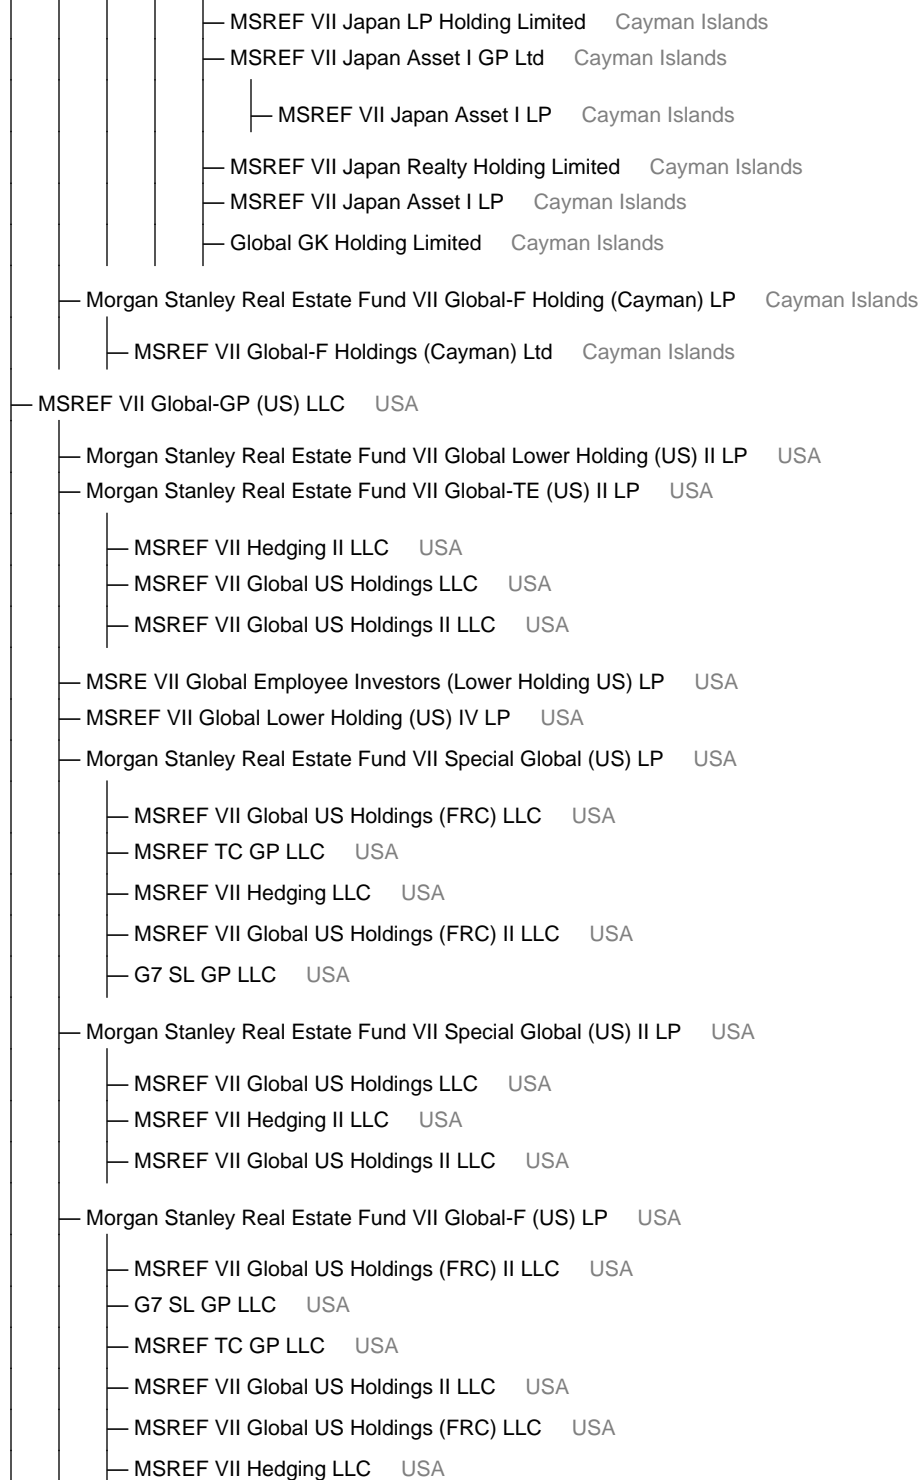 MSREF VII Japan LP Holding Limited Cayman Islands
MSREF VII Japan Asset I GP Ltd Cayman Islands
MSREF VII Japan Asset I LP Cayman Islands
MSREF VII Japan Realty Holding Limited Cayman Islands
MSREF VII Japan Asset I LP Cayman Islands
Global GK Holding Limited Cayman Islands
Morgan Stanley Real Estate Fund VII Global-F Holding (Cayman) LP Cayman Islands
MSREF VII Global-F Holdings (Cayman) Ltd Cayman Islands
MSREF VII Global-GP (US) LLC USA
Morgan Stanley Real Estate Fund VII Global Lower Holding (US) II LP USA
Morgan Stanley Real Estate Fund VII Global-TE (US) II LP USA
MSREF VII Hedging II LLC USA
MSREF VII Global US Holdings LLC USA
MSREF VII Global US Holdings II LLC USA
MSRE VII Global Employee Investors (Lower Holding US) LP USA
MSREF VII Global Lower Holding (US) IV LP USA
Morgan Stanley Real Estate Fund VII Special Global (US) LP USA
MSREF VII Global US Holdings (FRC) LLC USA
MSREF TC GP LLC USA
MSREF VII Hedging LLC USA
MSREF VII Global US Holdings (FRC) II LLC USA
G7 SL GP LLC USA
Morgan Stanley Real Estate Fund VII Special Global (US) II LP USA
MSREF VII Global US Holdings LLC USA
MSREF VII Hedging II LLC USA
MSREF VII Global US Holdings II LLC USA
Morgan Stanley Real Estate Fund VII Global-F (US) LP USA
MSREF VII Global US Holdings (FRC) II LLC USA
G7 SL GP LLC USA
MSREF TC GP LLC USA
MSREF VII Global US Holdings II LLC USA
MSREF VII Global US Holdings (FRC) LLC USA
MSREF VII Hedging LLC USA